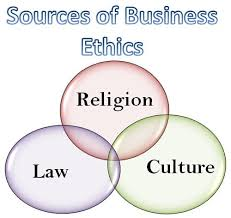 Sources of Business
Ethics
Religion
Law
Culture